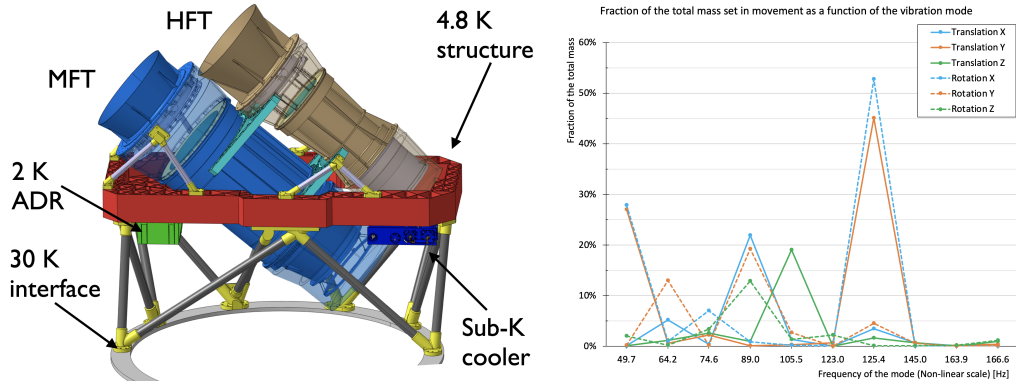 HFT
4.8 K
structure
MFT
2 K
ADR
30 K
interface
Sub-K
cooler
Fraction of the total mass set in movement as a function of the vibration mode
Fraction of the total mass
60%
50%
40%
30%
20%
10%
0%
Translation X
Translation Y
Translation Z
Rotation X
Rotation Y
Rotation Z
49.7 64.2 74.6 89.0 105.5 123.0 125.4 145.0 163.9 166.6
Frequency of the mode (Non-linear scale) [Hz]